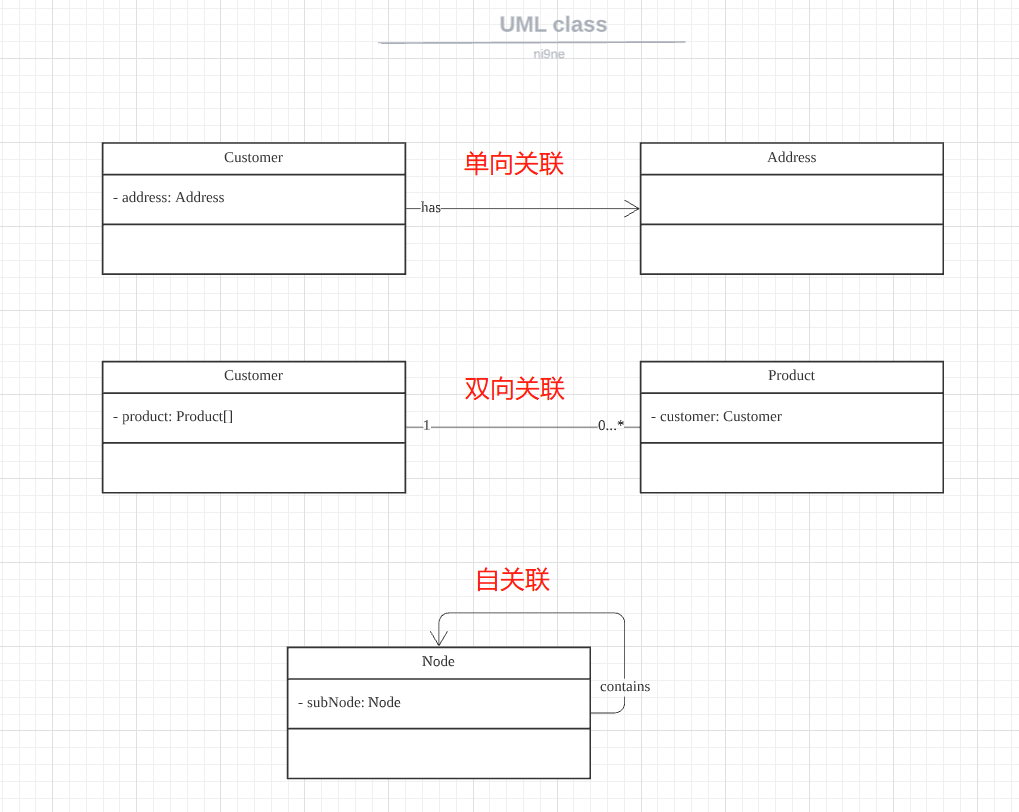 UML class
ni9ne
单向关联
Customer
- address: Address
has
Address
双向关联
Customer
- product: Product[]
1
0...*
Product
- customer: Customer
自关联
Node
- subNode: Node
contains